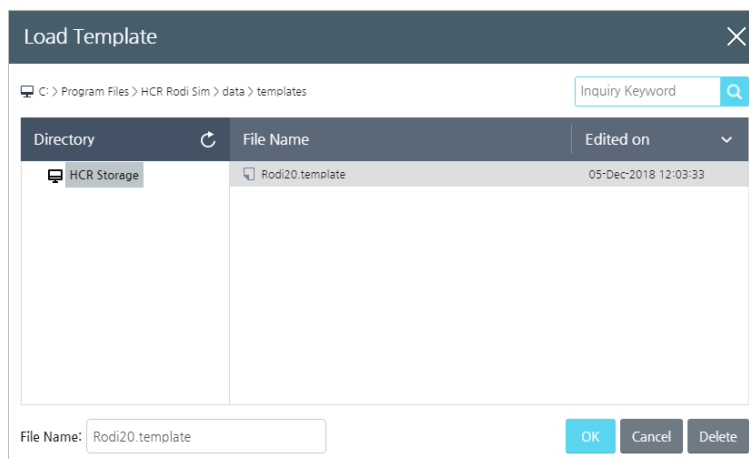 Load Template
C: > Program Files > HCR Rodi Sim > data > templates
Inquiry Keyword
Directory
File Name
Edited on
HCR Storage
Rodi20.template
05-Dec-2018 12:03:33
File Name: Rodi20.template
OK
Cancel
Delete